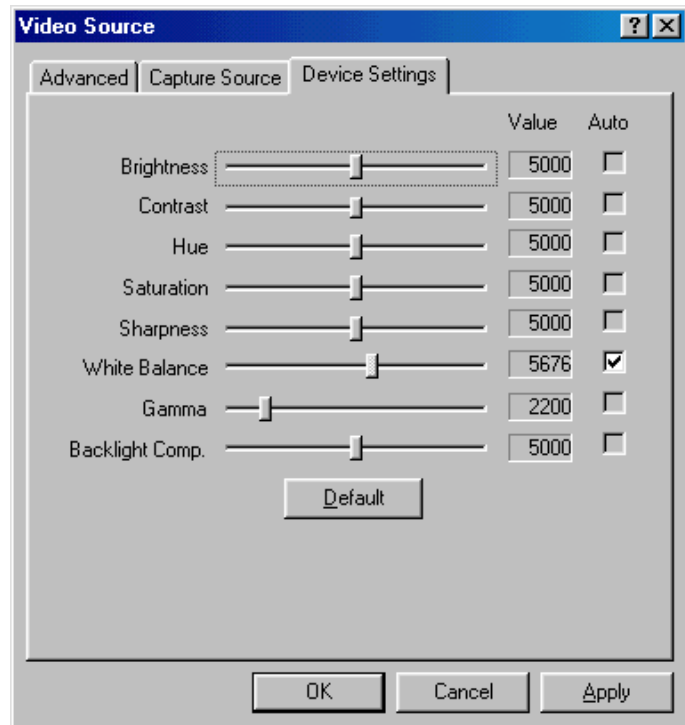 Video Source
Advanced Capture Source Device Settings
Value Auto
Brightness 5000
Contrast 5000
Hue 5000
Saturation 5000
Sharpness 5000
White Balance 5676
Gamma 2200
Backlight Comp. 5000
Default
OK Cancel Apply